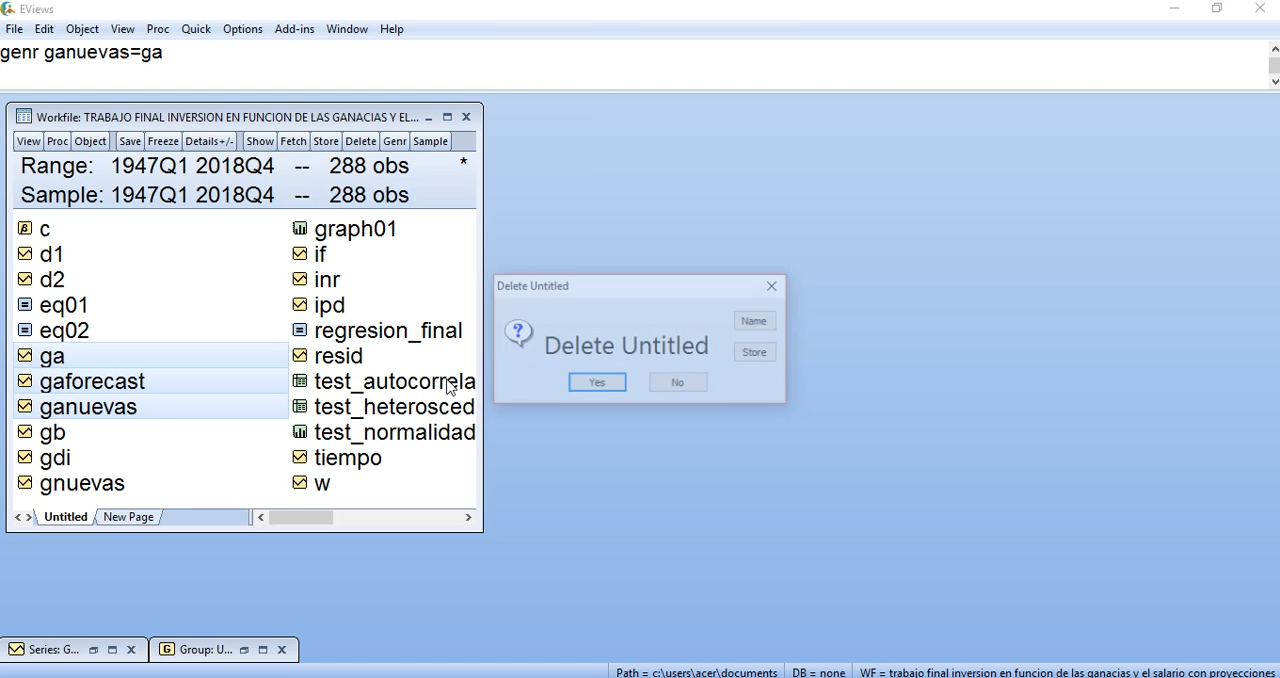 EViews
File Edit Object View Proc Quick Options Add-ins Window Help
genr ganuevas=ga
Workfile: TRABAJO FINAL INVERSION EN FUNCION DE LAS GANACIAS Y EL...
View Proc Object Save Freeze Details+/- Show Fetch Store Delete Genr Sample
Range: 1947Q1 2018Q4 -- 288 obs *
Sample: 1947Q1 2018Q4 -- 288 obs
c
d1
d2
eq01
eq02
ga
gaforecast
ganuevas
gb
gdi
gnuevas
graph01
if
inr
ipd
regresion_final
resid
test_autocorrela
test_heterosced
test_normalidad
tiempo
w
Untitled New Page
Delete Untitled
Delete Untitled
Name
Store
Yes No
Series: G... Group: U...
Path = c:\users\acer\documents DB = none WF = trabajo final inversion en funcion de las ganacias y el salario con proyecciones